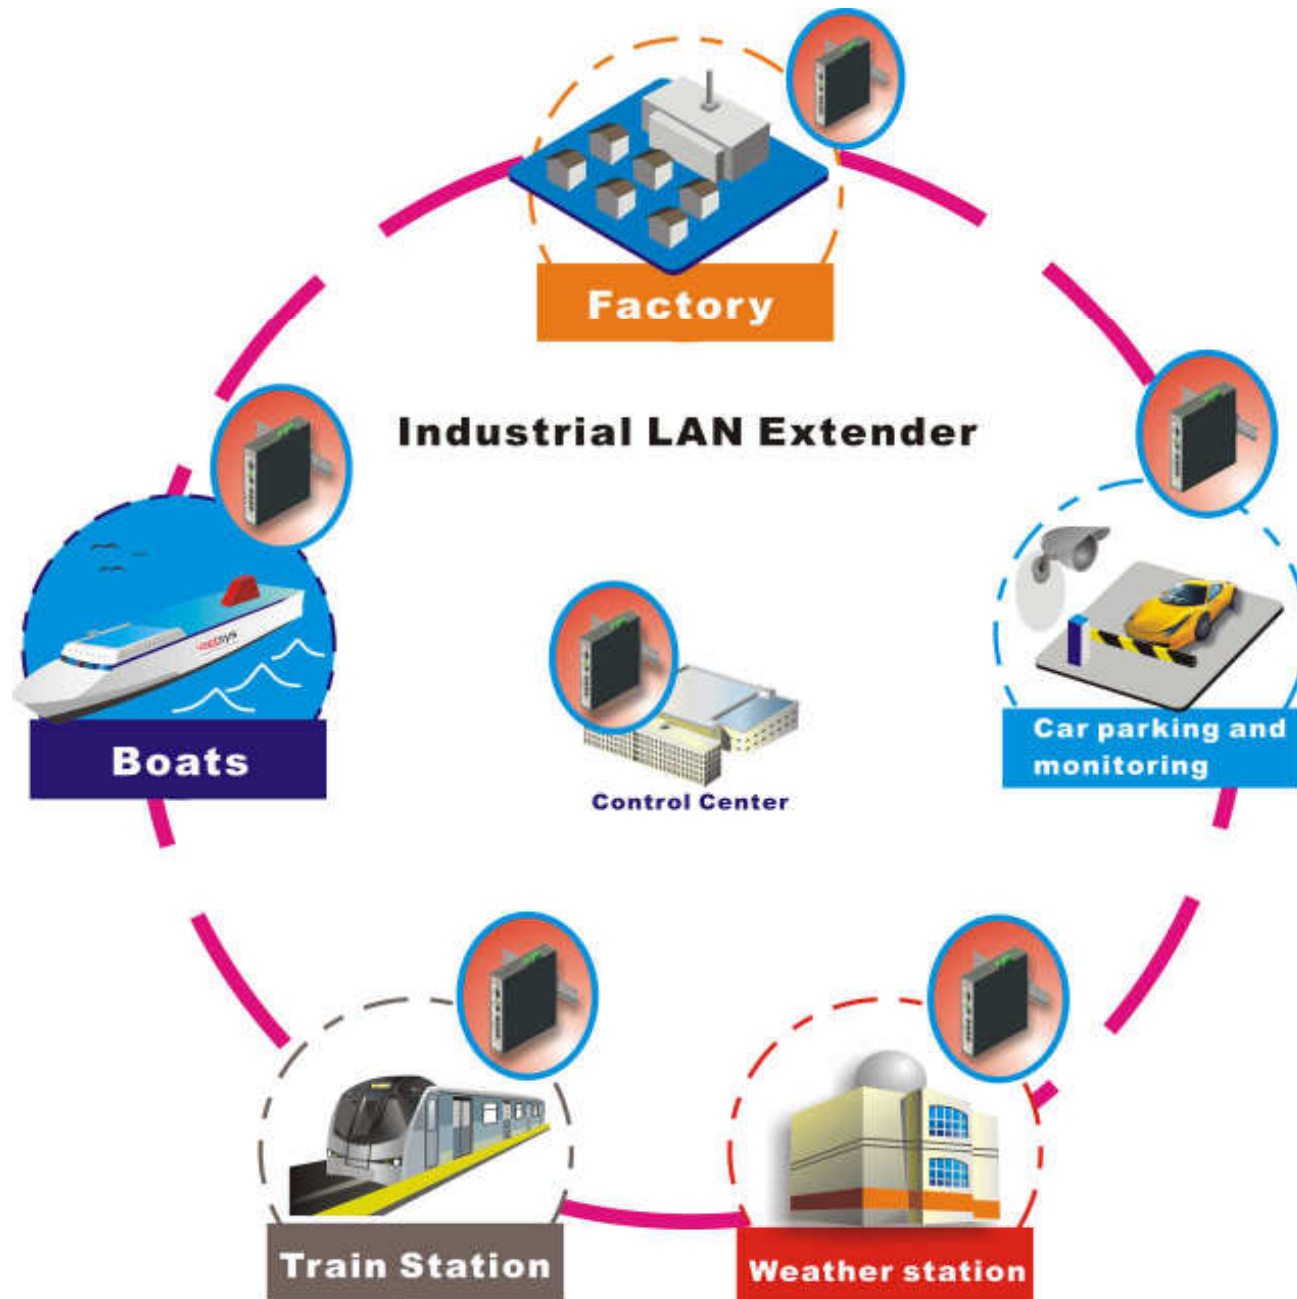 Factory
Industrial LAN Extender
Boats
Car parking and
monitoring
Control Center
Train Station
Weather station